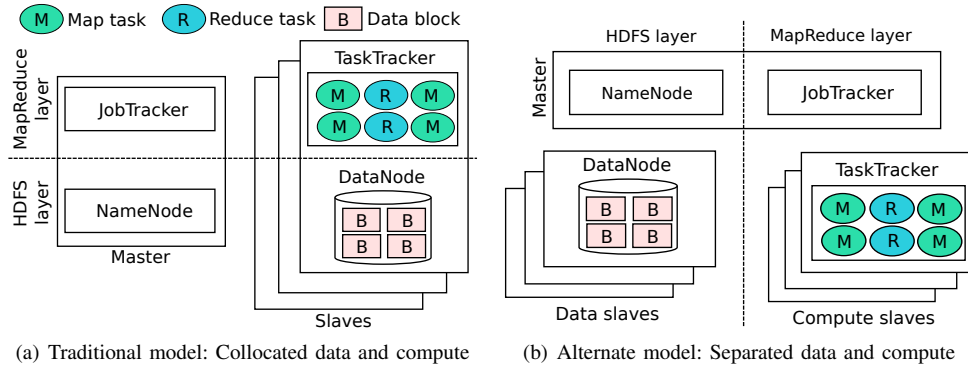 M Map task R Reduce task B Data block
MapReduce
layer
HDFS
layer
JobTracker
NameNode
Master
TaskTracker
M R M
M R M
DataNode
B B
B B
Slaves
(a) Traditional model: Collocated data and compute
HDFS layer MapReduce layer
Master
NameNode JobTracker
DataNode
B B
B B
Data slaves
TaskTracker
M R M
M R M
Compute slaves
(b) Alternate model: Separated data and compute